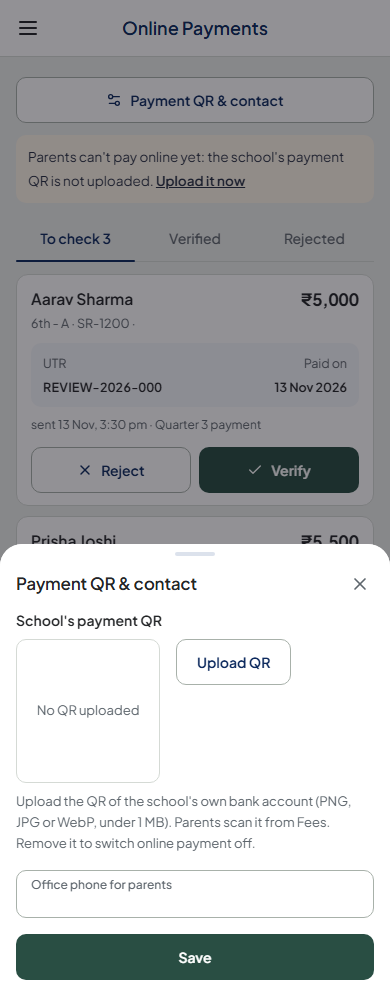 Online Payments
Payment QR & contact
Parents can't pay online yet: the school's payment
QR is not uploaded. Upload it now
To check 3
Verified
Rejected
Aarav Sharma
₹5,000
6th - A · SR-1200 ·
UTR
Paid on
REVIEW-2026-000
13 Nov 2026
sent 13 Nov, 3:30 pm · Quarter 3 payment
Reject
Verify
Prisha Joshi
₹5,500
Payment QR & contact
School's payment QR
No QR uploaded
Upload QR
Upload the QR of the school's own bank account (PNG,
JPG or WebP, under 1 MB). Parents scan it from Fees.
Remove it to switch online payment off.
Office phone for parents
Save